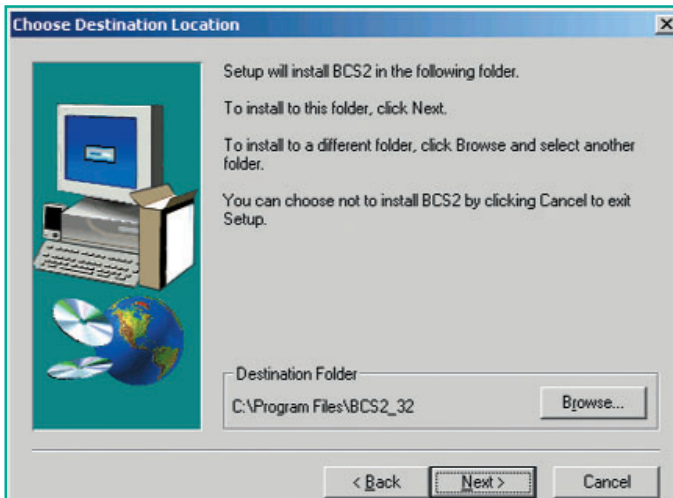 Choose Destination Location
Setup will install BCS2 in the following folder.
To install to this folder, click Next.
To install to a different folder, click Browse and select another
folder.
You can choose not to install BCS2 by clicking Cancel to exit
Setup.
Destination Folder
C:\Program Files\BCS2_32
Browse...
< Back
Next >
Cancel